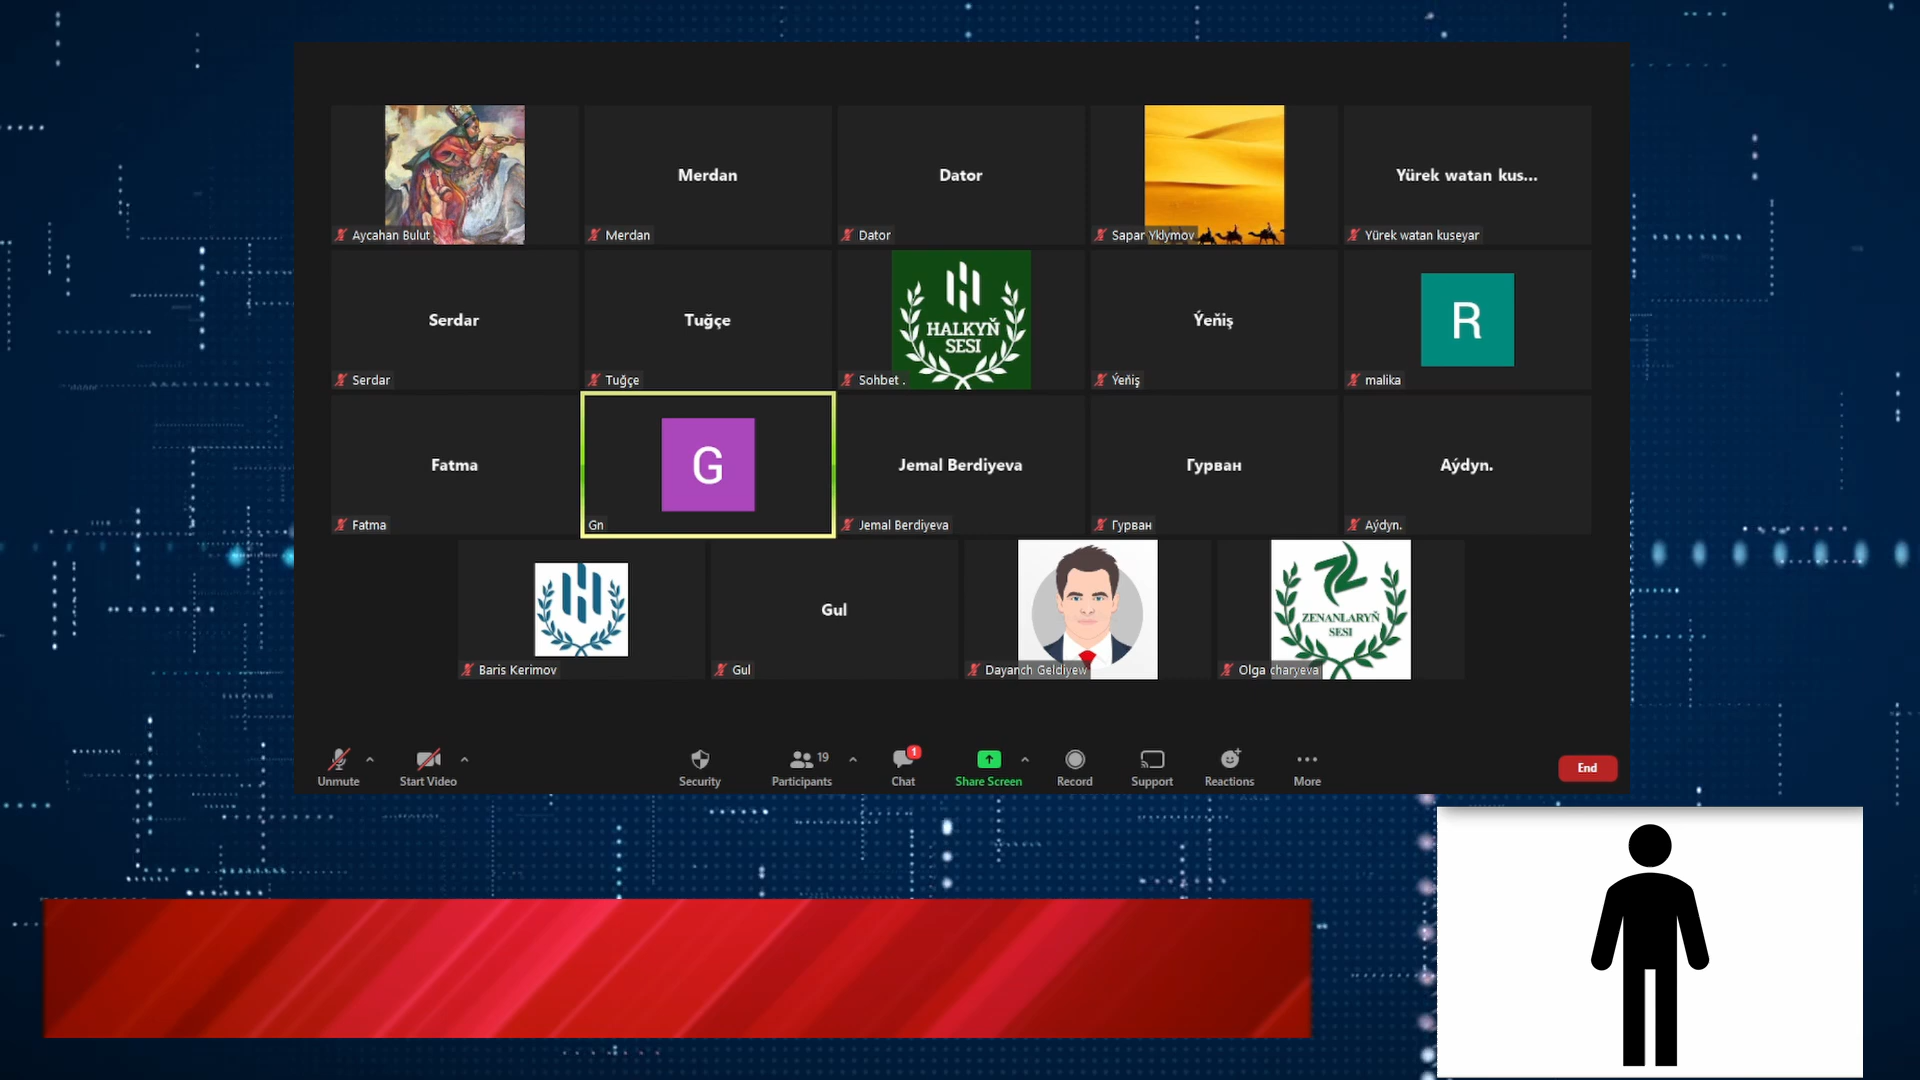 Merdan
Dator
Yürek watan kus...
Aycahan Bulut
Merdan
Dator
Sapar Yklymov
Yürek watan kuseyar
Serdar
Tuğçe
HALKYŇ
SESI
Ýeňiş
R
Serdar
Tuğçe
Sohbet .
Ýeňiş
malika
Fatma
G
Jemal Berdiyeva
Гурван
Aýdyn.
Fatma
Gn
Jemal Berdiyeva
Гурван
Aýdyn.
Gul
ZENANLARYŇ
SESI
Baris Kerimov
Gul
Dayanch Geldiyew
Olga charyeva
Unmute
Start Video
Security
19
Participants
1
Chat
Share Screen
Record
Support
Reactions
More
End